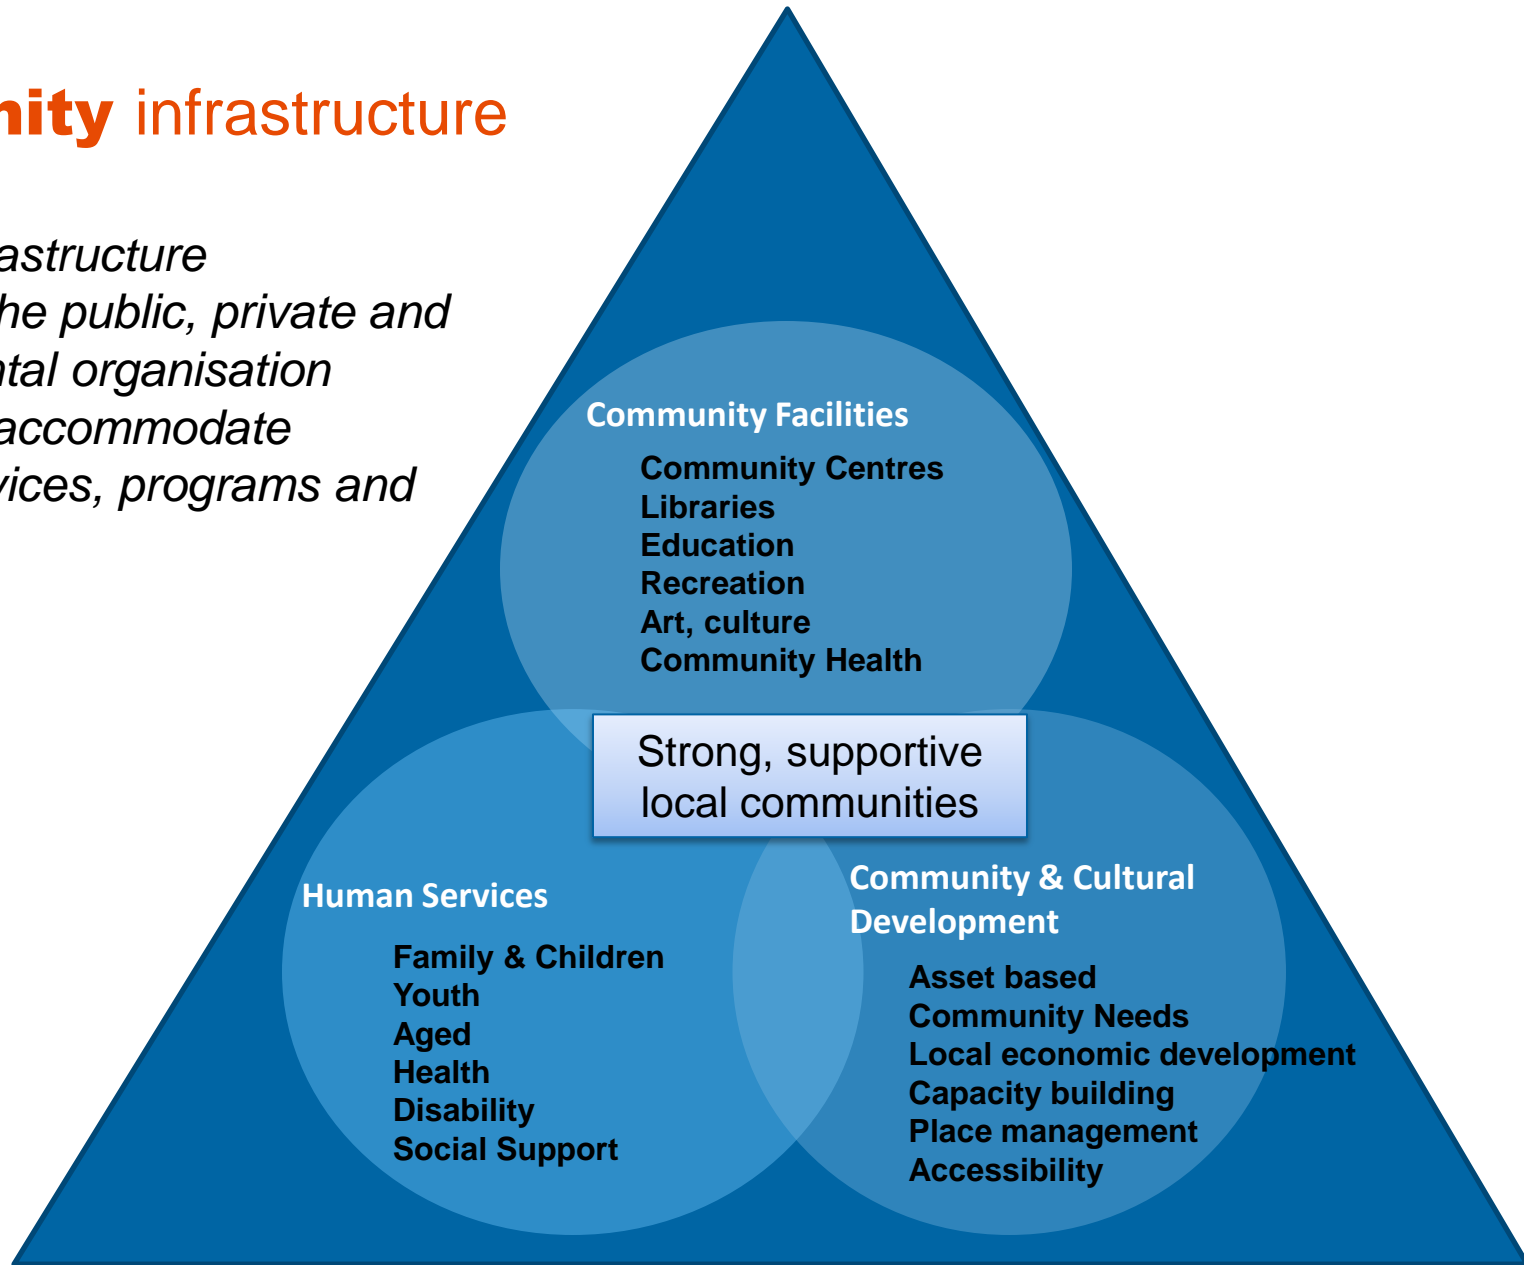 nity infrastructure
rastructure
he public, private and
ntal organisation
accommodate
vices, programs and
Community Facilities
Community Centres
Libraries
Education
Recreation
Art, culture
Community Health
Strong, supportive
local communities
Human Services
Family & Children
Youth
Aged
Health
Disability
Social Support
Community & Cultural
Development
Asset based
Community Needs
Local economic development
Capacity building
Place management
Accessibility